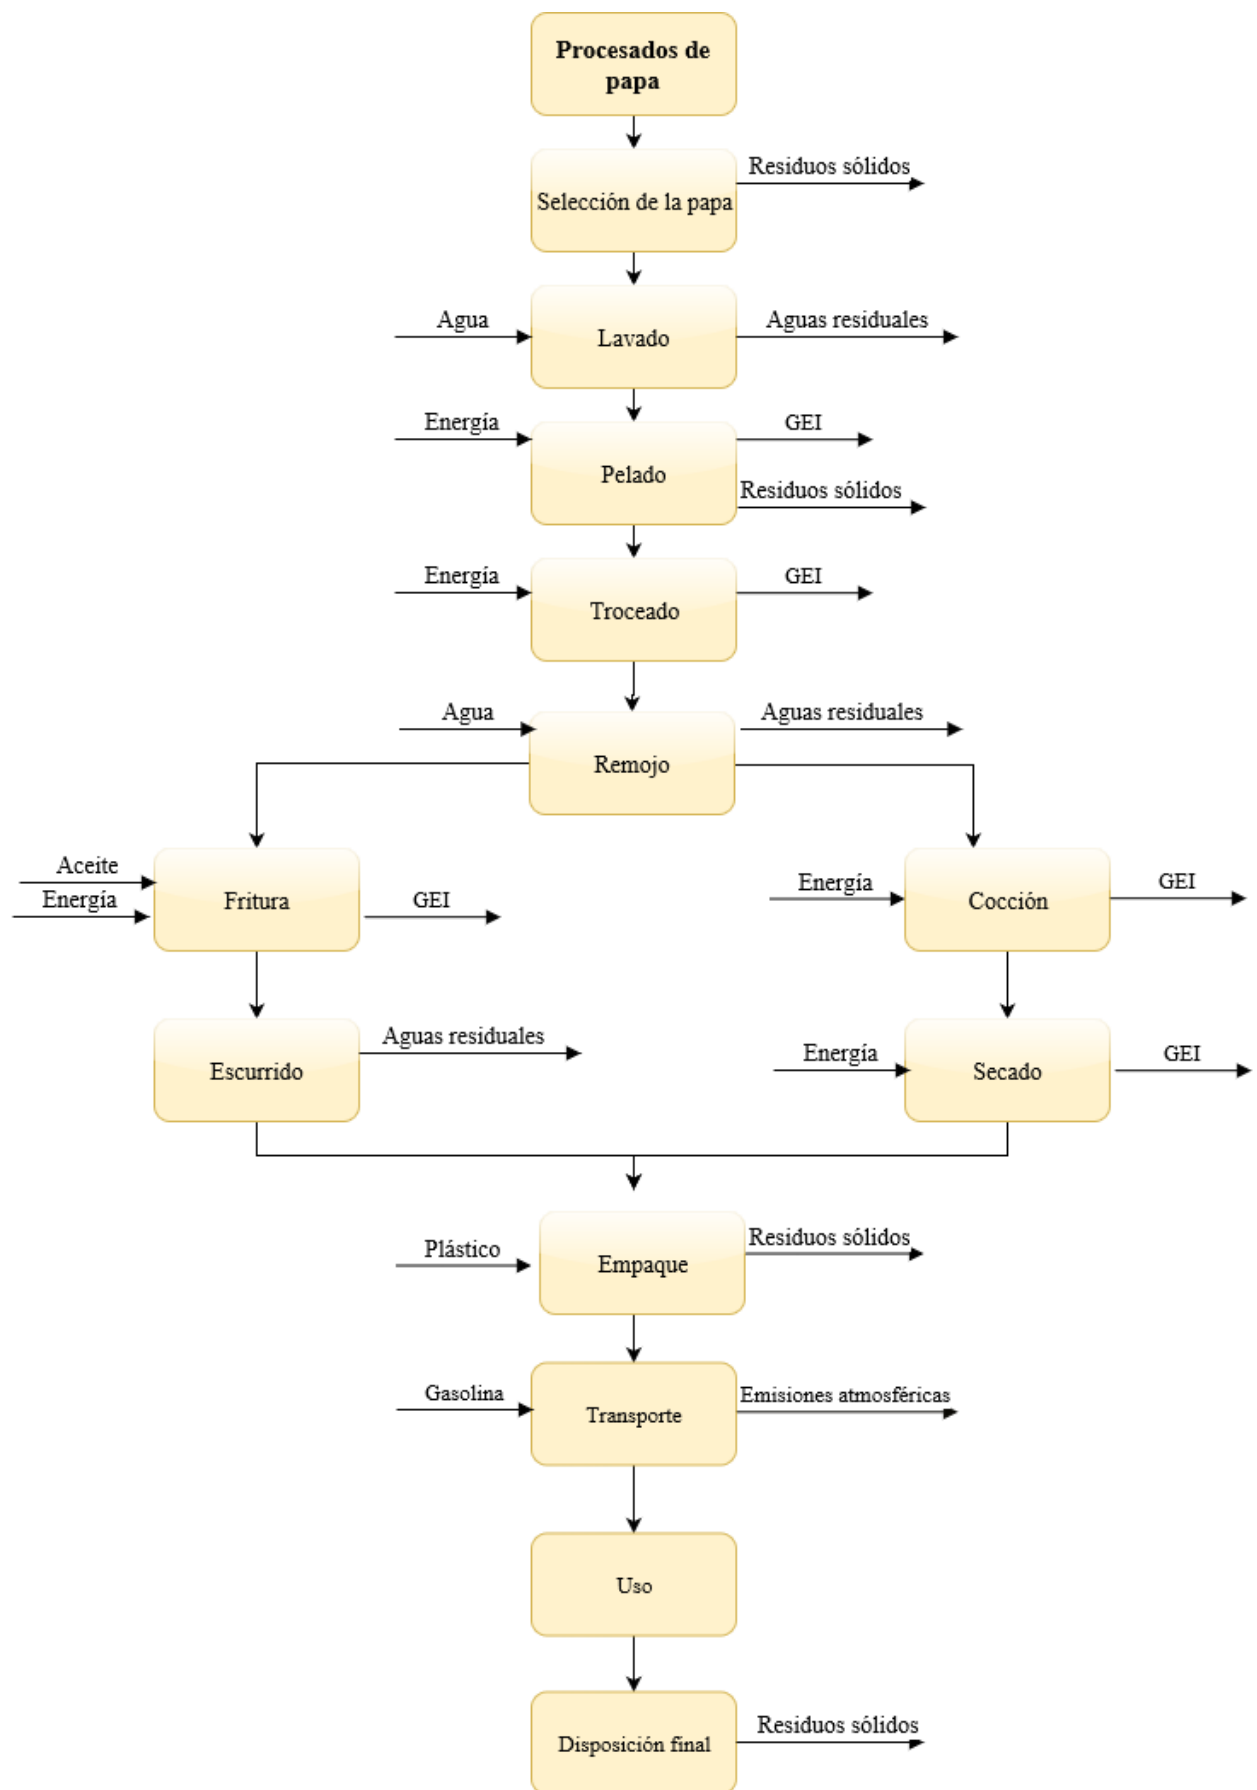 Procesados de
papa
Residuos sólidos
Selección de la papa
Agua
Lavado
Aguas residuales
Energía
Pelado
GEI
Residuos sólidos
Energía
Troceado
GEI
Agua
Remojo
Aguas residuales
Aceite
Energía
Fritura
GEI
Energía
Cocción
GEI
Escurrido
Aguas residuales
Energía
Secado
GEI
Plástico
Empaque
Residuos sólidos
Gasolina
Transporte
Emisiones atmosféricas
Uso
Disposición final
Residuos sólidos